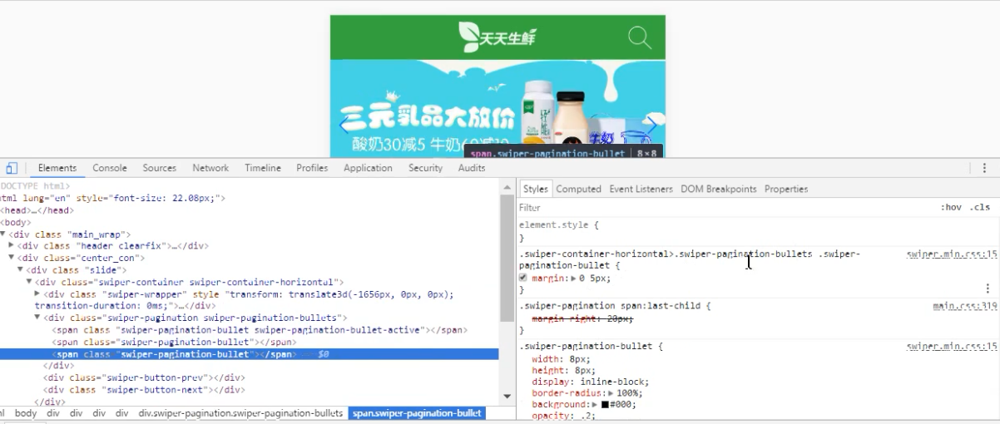 天天生鲜
三元乳品大放价
酸奶30减5 牛奶60减10
span.swiper-pagination-bullet | 8×8
Elements Console Sources Network Timeline Profiles Application Security Audits
DOCTYPE html>
html lang="en" style="font-size: 22.08px;">
<head>…</head>
<body>
▼<div class "main_wrap">
▶<div class "header clearfix">…</div>
▼<div class "center_con">
▼<div class "slide">
▼<div class "swiper-container swiper-container-horizontal">
▶<div class "swiper-wrapper" style "transform: translate3d(-1656px, 0px, 0px);
transition-duration: 0ms;">…</div>
▼<div class="swiper-pagination swiper-pagination-bullets">
<span class "swiper-pagination-bullet swiper-pagination-bullet-active"></span>
<span class="swiper-pagination-bullet"></span>
<span class "swiper-pagination-bullet"></span> $0
</div>
<div class "swiper-button-prev"></div>
<div class "swiper-button-next"></div>
</div>
body div div div div div.swiper-pagination.swiper-pagination-bullets span.swiper-pagination-bullet
Styles Computed Event Listeners DOM Breakpoints Properties
Filter :hov .cls
element.style {
}
.swiper-container-horizontal>.swiper-pagination-bullets .swiper- swiper.min.css:15
pagination-bullet {
margin:▶0 5px;
}
.swiper-pagination span:last-child { main.css:319
margin-right: 20px;
}
.swiper-pagination-bullet { swiper.min.css:15
width: 8px;
height: 8px;
display: inline-block;
border-radius:▶100%;
background:▶#000;
opacity: .2;